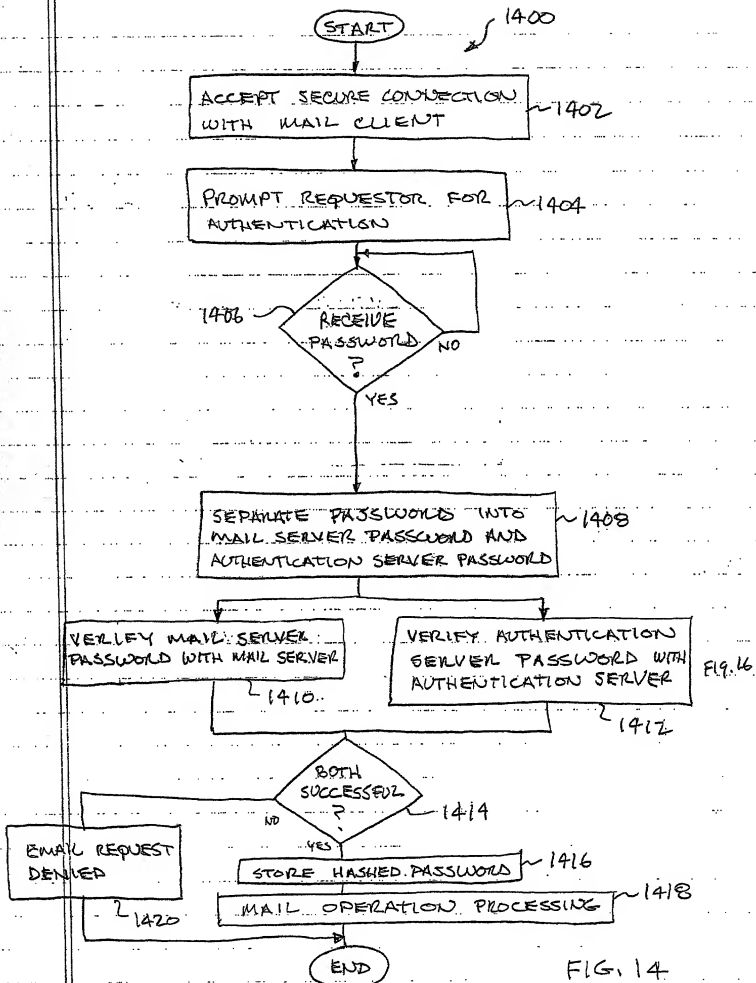 START
1400
ACCEPT SECURE CONNECTION
WITH MAIL CLIENT
1402
PROMPT REQUESTOR FOR
AUTHENTICATION
1404
1406
RECEIVE
PASSWORD
?
NO
YES
SEPARATE PASSWORD INTO
MAIL SERVER PASSWORD AND
AUTHENTICATION SERVER PASSWORD
1408
VERIFY MAIL SERVER
PASSWORD WITH MAIL SERVER
1410
VERIFY AUTHENTICATION
SERVER PASSWORD WITH
AUTHENTICATION SERVER
FIG.16
1412
BOTH
SUCCESSFUL
?
1414
NO
YES
EMAIL REQUEST
DENIED
1420
STORE HASHED PASSWORD
1416
MAIL OPERATION PROCESSING
1418
END
FIG. 14